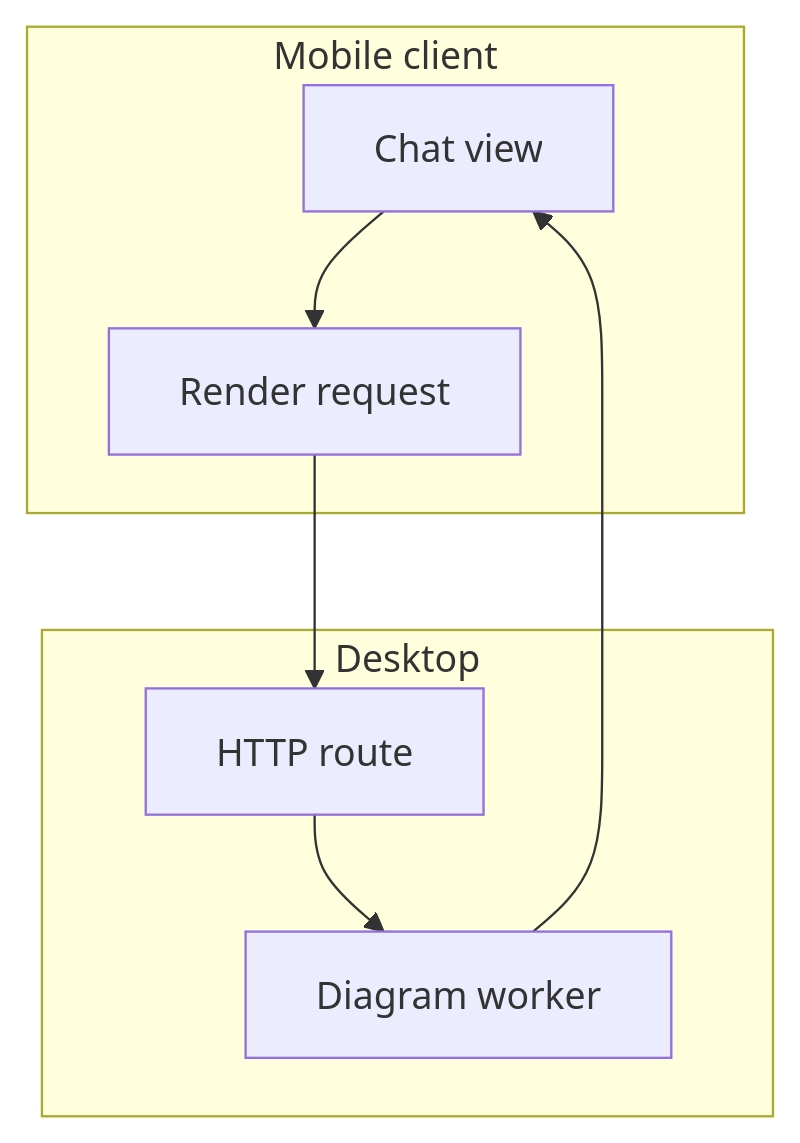 Mobile client
Chat view
Render request
Desktop
HTTP route
Diagram worker